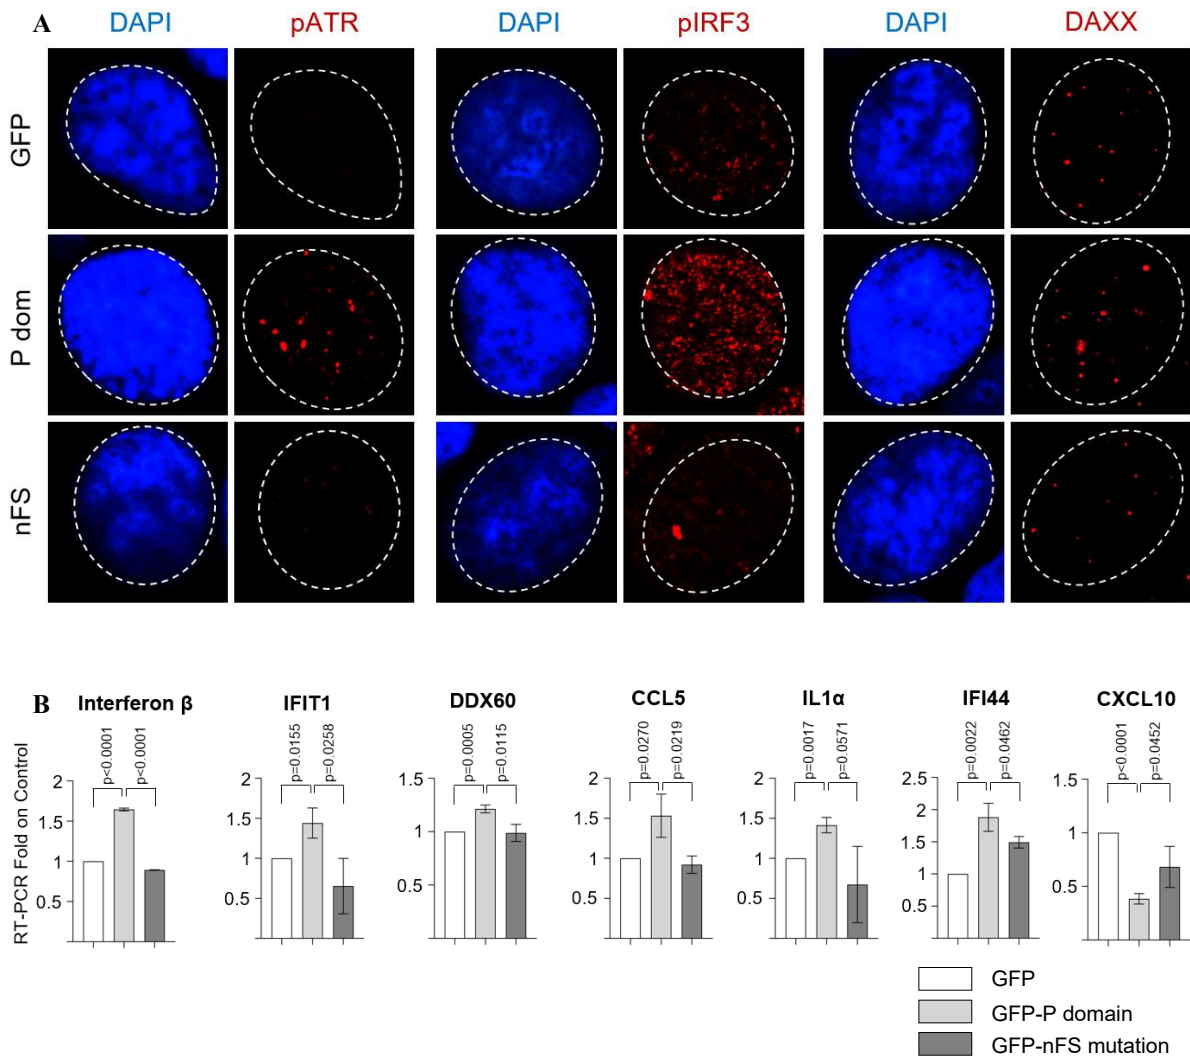 A
DAPI pATR DAPI pIRF3 DAPI DAXX
GFP
P dom
nFS
B
Interferon β IFIT1 DDX60 CCL5 IL1α IFI44 CXCL10
p<0.0001 p<0.0001 p=0.0155 p=0.0258 p=0.0005 p=0.0115 p=0.0270 p=0.0219 p=0.0017 p=0.0571 p=0.0022 p=0.0462 p<0.0001 p=0.0452
RT-PCR Fold on Control
2 2 1.5 2 2 2.5 1.5
1.5 1.5 1 1.5 1.5 2 1
1 1 0.5 1 1 1.5 0.5
0.5 0.5 0.5 0.5 1
0.5
GFP
GFP-P domain
GFP-nFS mutation